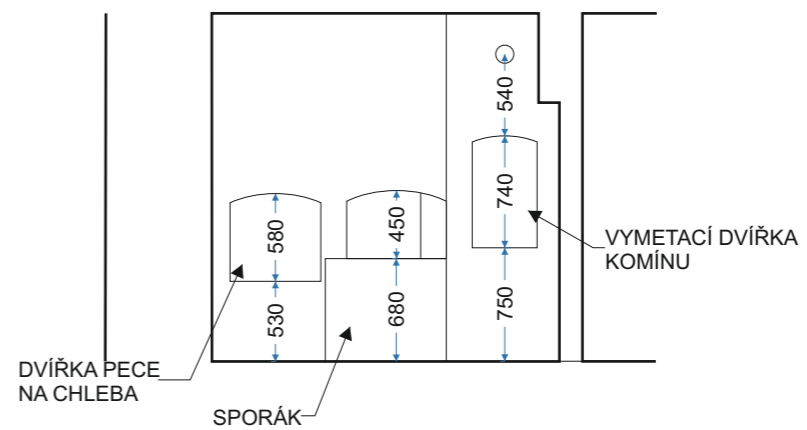 540
740
750
580
530
450
680
VYMETACÍ DVÍŘKA
KOMÍNU
DVÍŘKA PECE
NA CHLEBA
SPORÁK